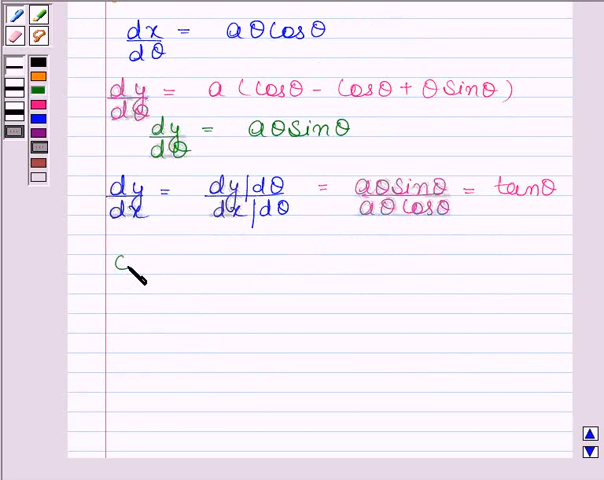 dx/dθ = aθcosθ
dy/dθ = a (cosθ - cosθ + θsinθ)
dy/dθ = aθsinθ
dy/dx = dy|dθ / dx|dθ = aθsinθ / aθcosθ = tanθ